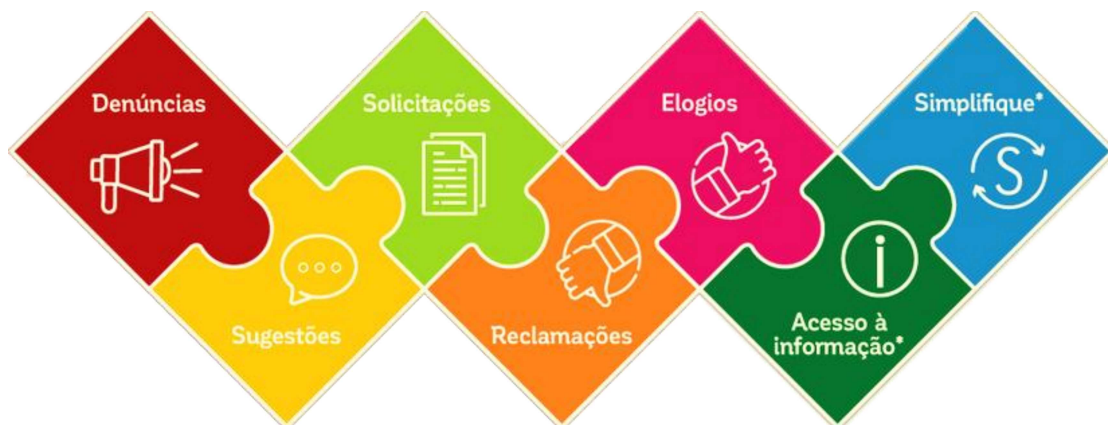 Denúncias
Solicitações
Elogios
Simplifique*
Sugestões
Reclamações
Acesso à
informação*